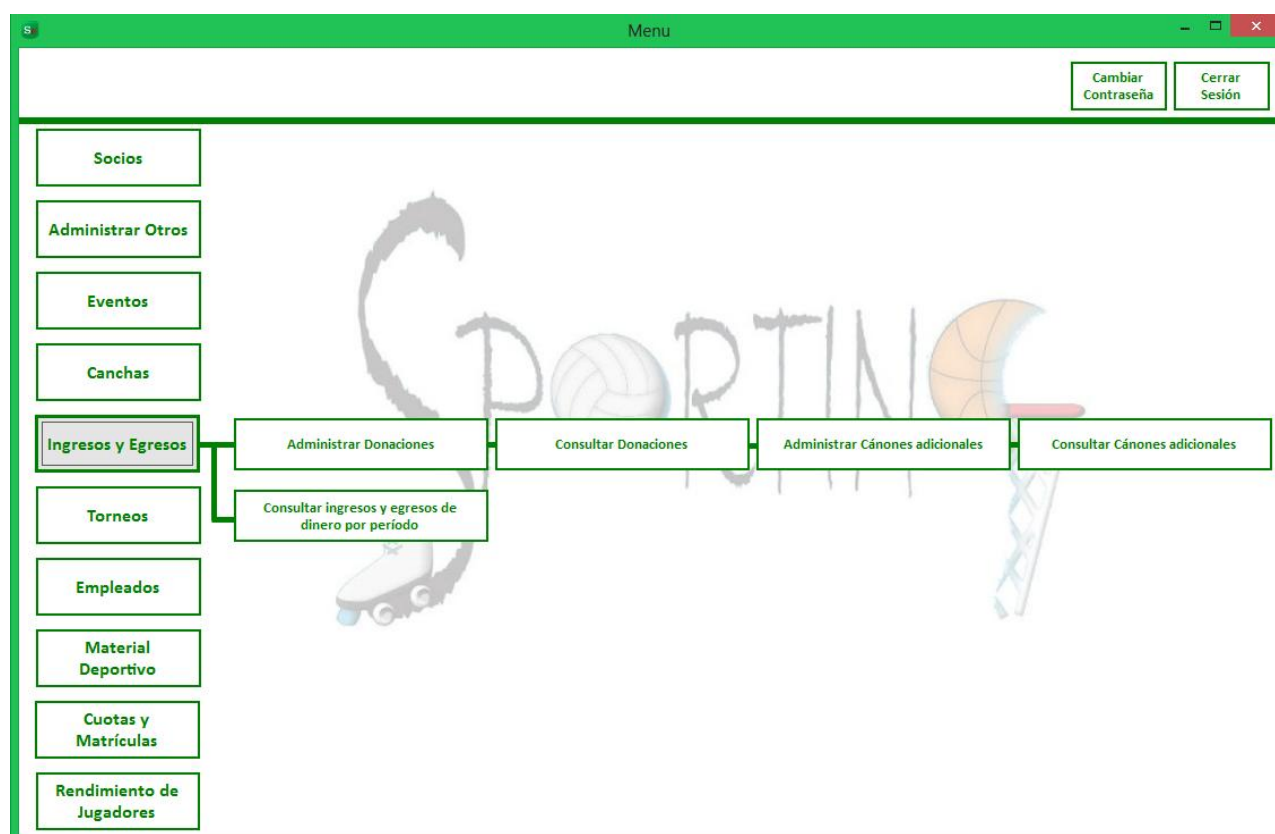 S
Menu
Cambiar
Contraseña
Cerrar
Sesión
Socios
Administrar Otros
Eventos
Canchas
SPORTING
Ingresos y Egresos
Administrar Donaciones
Consultar Donaciones
Administrar Cánones adicionales
Consultar Cánones adicionales
Consultar ingresos y egresos de
dinero por período
Torneos
Empleados
Material
Deportivo
Cuotas y
Matrículas
Rendimiento de
Jugadores